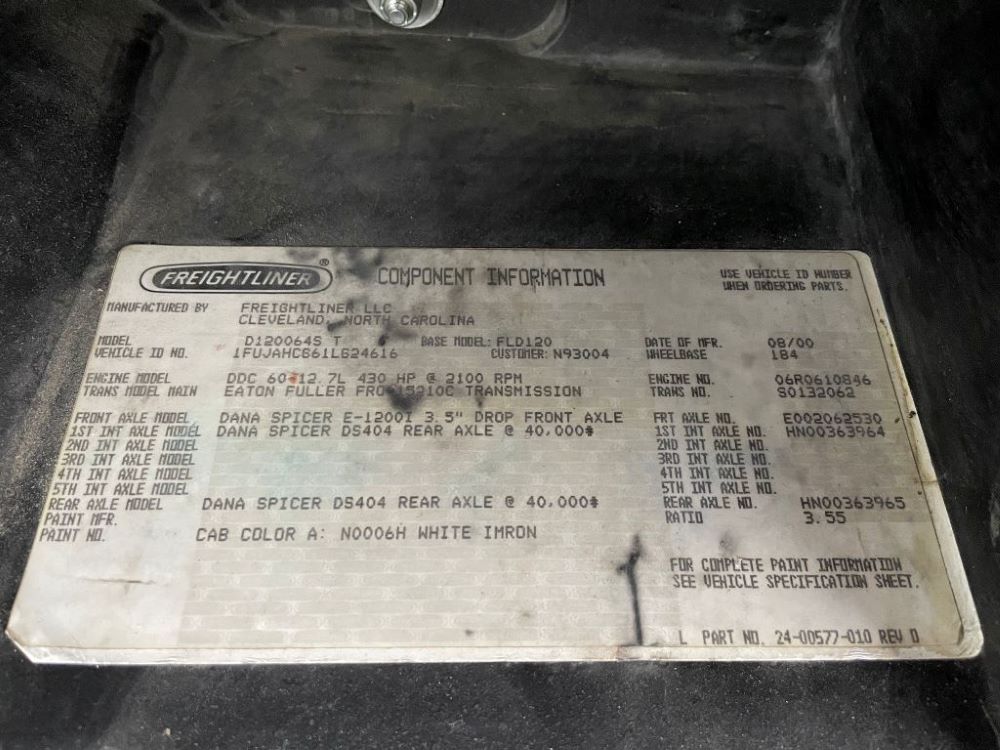 FREIGHTLINER ® COMPONENT INFORMATION USE VEHICLE ID NUMBER
WHEN ORDERING PARTS.
MANUFACTURED BY FREIGHTLINER LLC
CLEVELAND, NORTH CAROLINA
MODEL D120064S T BASE MODEL: FLD120 DATE OF MFR. 08/00
VEHICLE ID NO. 1FUJAHCG61LG24616 CUSTOMER: N93004 WHEELBASE 184
ENGINE MODEL DDC 60 12.7L 430 HP @ 2100 RPM ENGINE NO. 06R0610846
TRANS MODEL MAIN EATON FULLER TRANSMISSION TRANS NO. S0132062
FRONT AXLE MODEL DANA SPICER E-1200I 3.5" DROP FRONT AXLE FRT AXLE NO. E002062530
1ST INT AXLE MODEL DANA SPICER DS404 REAR AXLE @ 40,000# 1ST INT AXLE NO. HN00363964
2ND INT AXLE MODEL 2ND INT AXLE NO.
3RD INT AXLE MODEL 3RD INT AXLE NO.
4TH INT AXLE MODEL 4TH INT AXLE NO.
5TH INT AXLE MODEL 5TH INT AXLE NO.
REAR AXLE MODEL DANA SPICER DS404 REAR AXLE @ 40,000# REAR AXLE NO. HN00363965
PAINT MFR. RATIO 3.55
PAINT NO. CAB COLOR A: N0006H WHITE IMRON
FOR COMPLETE PAINT INFORMATION
SEE VEHICLE SPECIFICATION SHEET.
L PART NO. 24-00577-010 REV D